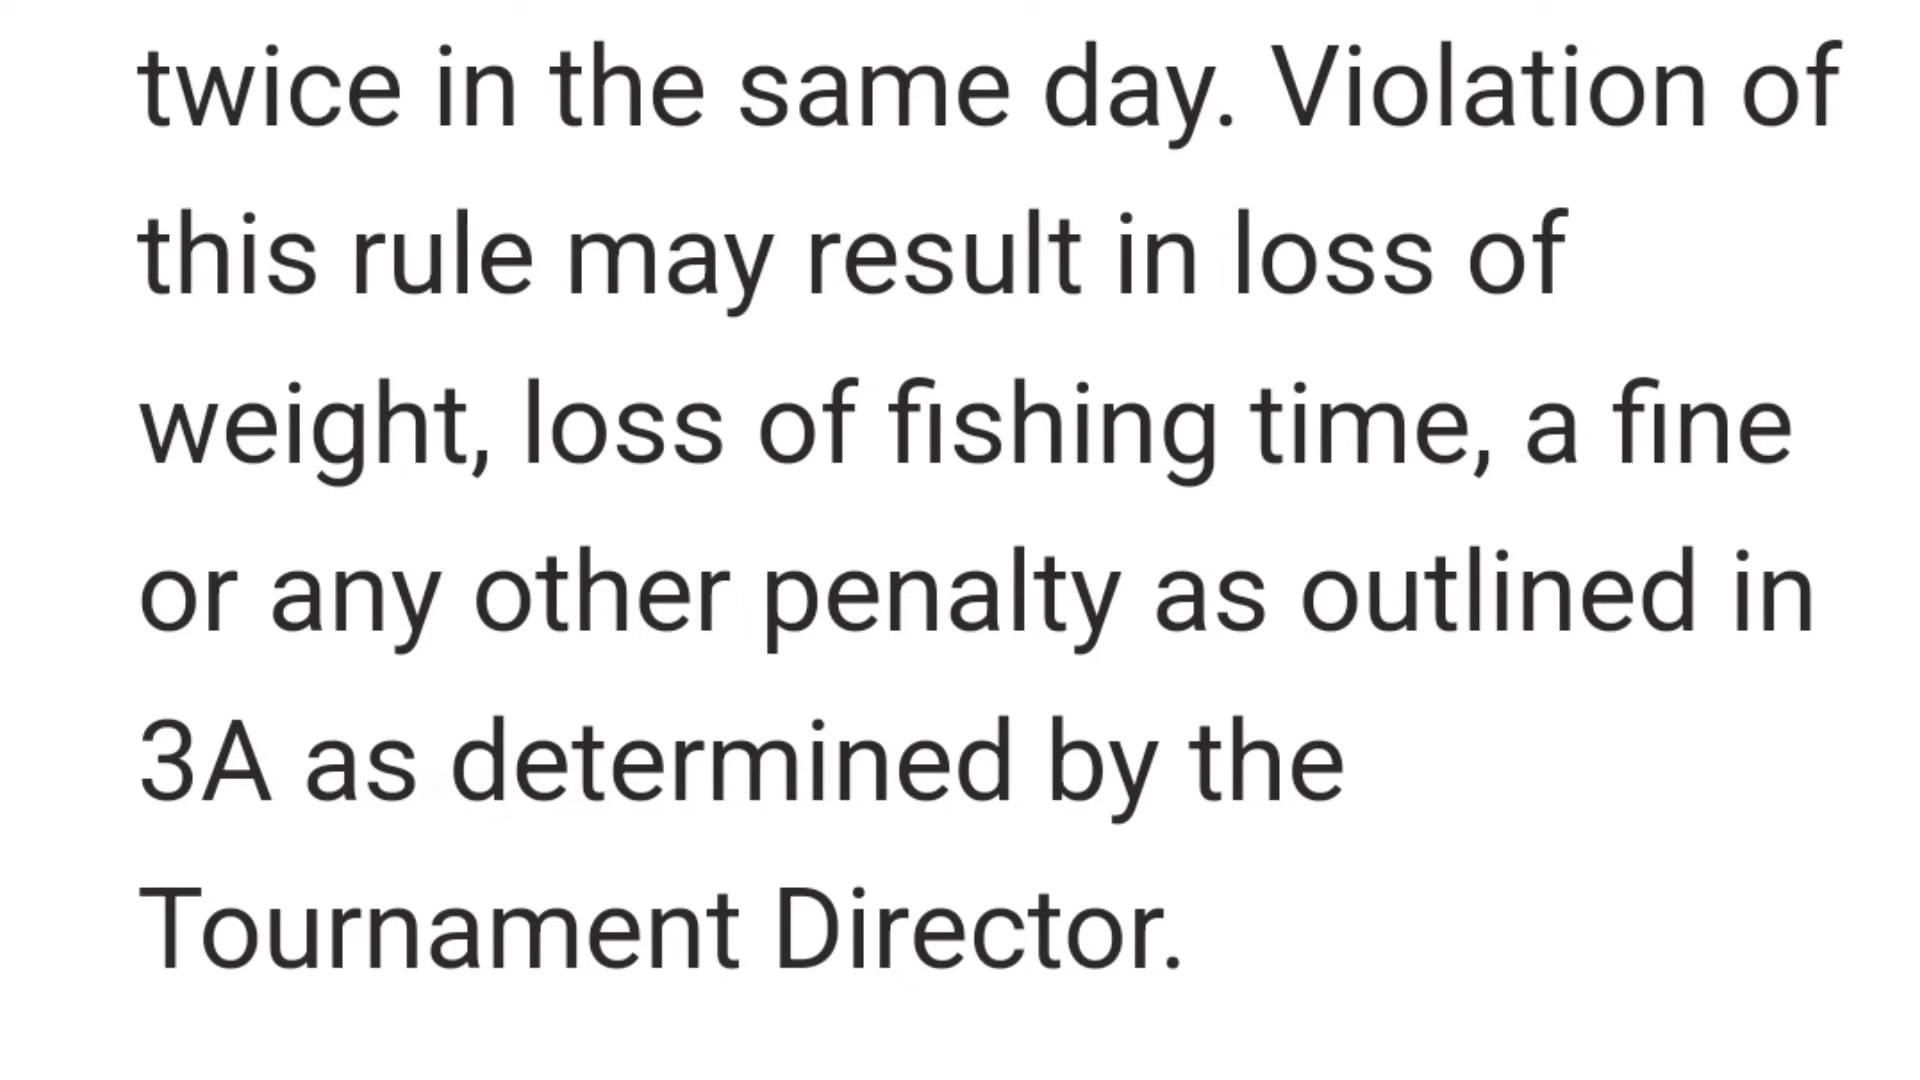 twice in the same day. Violation of
this rule may result in loss of
weight, loss of fishing time, a fine
or any other penalty as outlined in
3A as determined by the
Tournament Director.